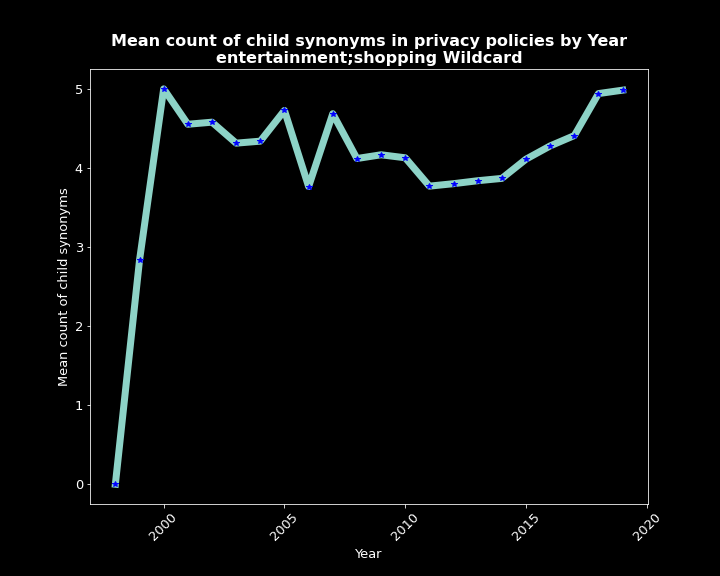 Mean count of child synonyms in privacy policies by Year
entertainment;shopping Wildcard
5
4
3
2
1
0
Mean count of child synonyms
2000
2005
2010
2015
2020
Year